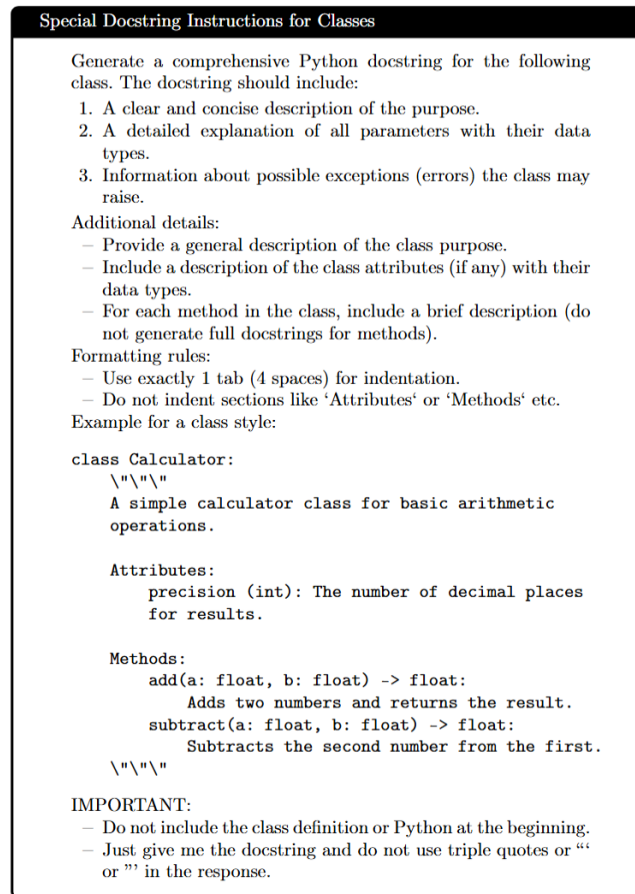 Special Docstring Instructions for Classes
Generate a comprehensive Python docstring for the following
class. The docstring should include:
1. A clear and concise description of the purpose.
2. A detailed explanation of all parameters with their data
types.
3. Information about possible exceptions (errors) the class may
raise.
Additional details:
– Provide a general description of the class purpose.
– Include a description of the class attributes (if any) with their
data types.
– For each method in the class, include a brief description (do
not generate full docstrings for methods).
Formatting rules:
– Use exactly 1 tab (4 spaces) for indentation.
– Do not indent sections like ‘Attributes‘ or ‘Methods‘ etc.
Example for a class style:
class Calculator:
\"\"\"
A simple calculator class for basic arithmetic
operations.
Attributes:
precision (int): The number of decimal places
for results.
Methods:
add(a: float, b: float) -> float:
Adds two numbers and returns the result.
subtract(a: float, b: float) -> float:
Subtracts the second number from the first.
\"\"\"
IMPORTANT:
– Do not include the class definition or Python at the beginning.
– Just give me the docstring and do not use triple quotes or “‘
or ”’ in the response.